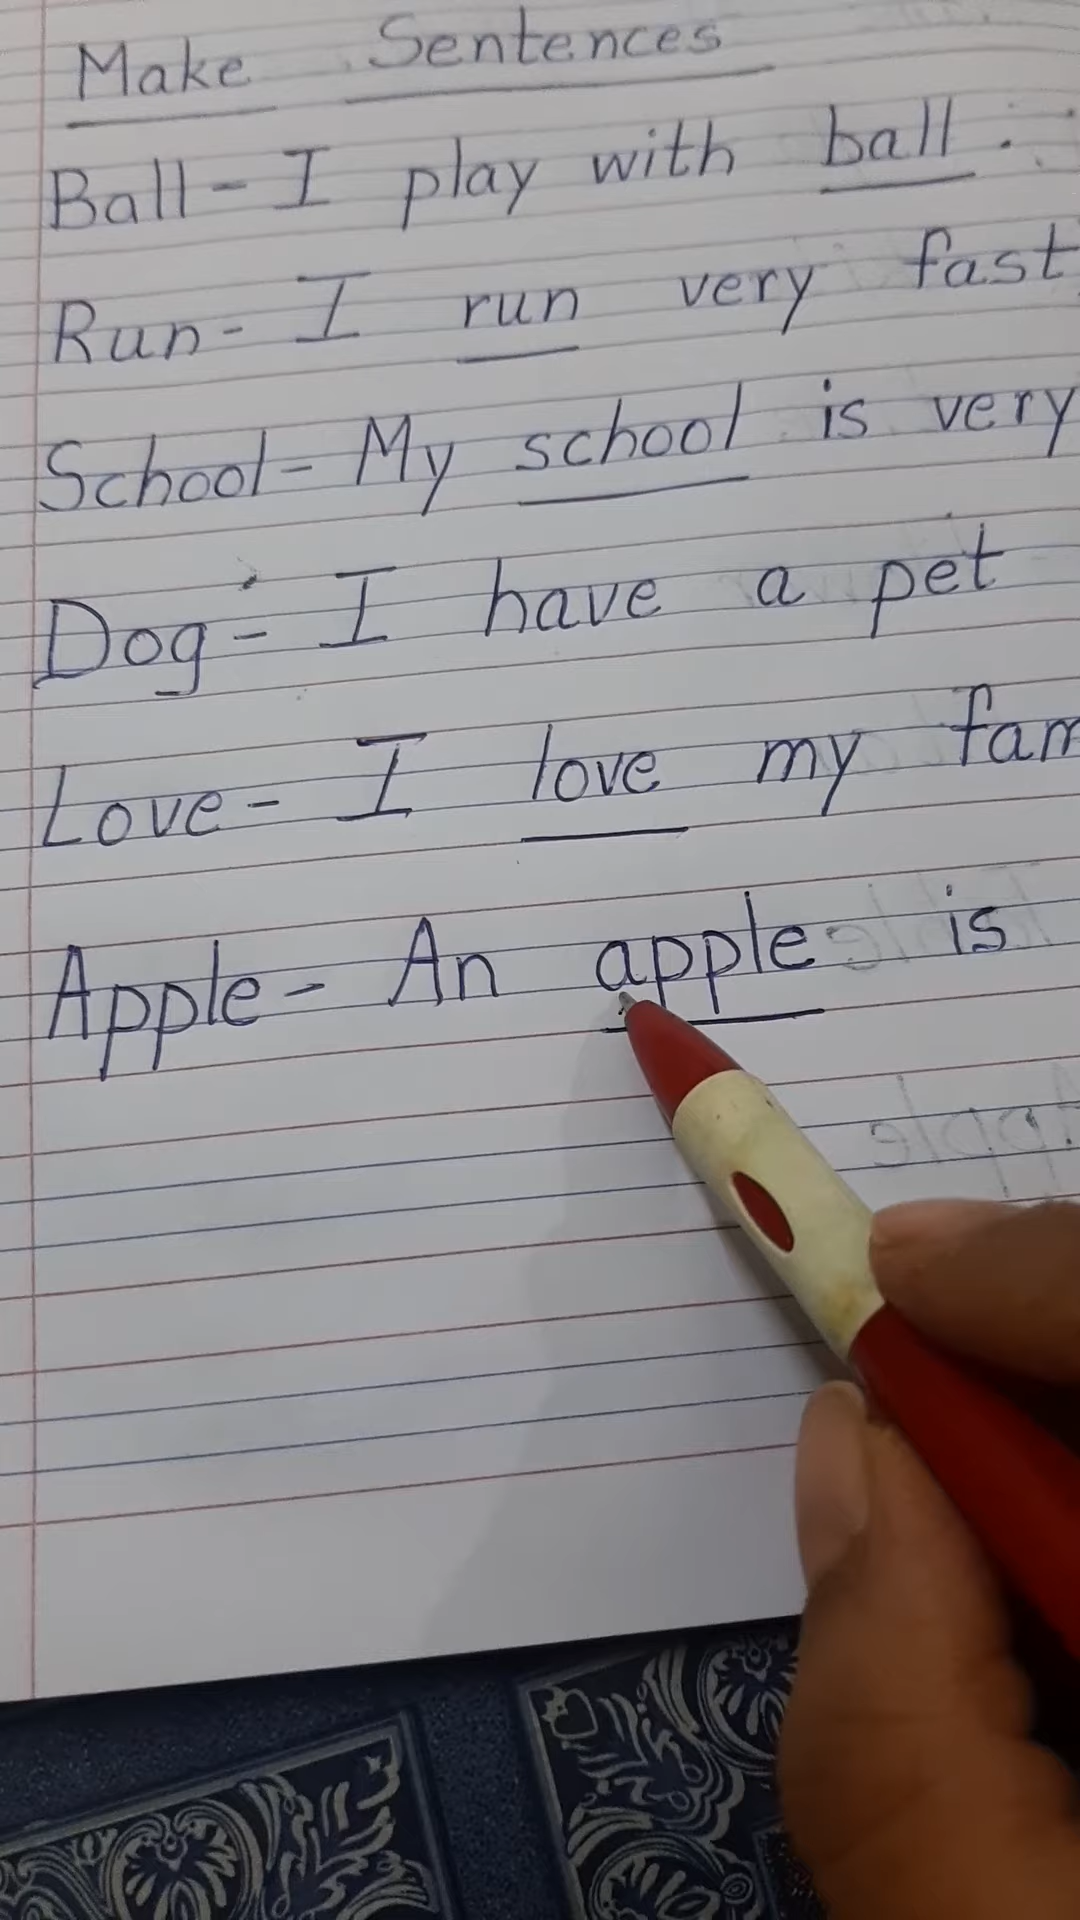 Make Sentences
Ball - I play with ball.
Run - I run very fast
School - My school is very
Dog - I have a pet
Love - I love my
Apple - An apple is